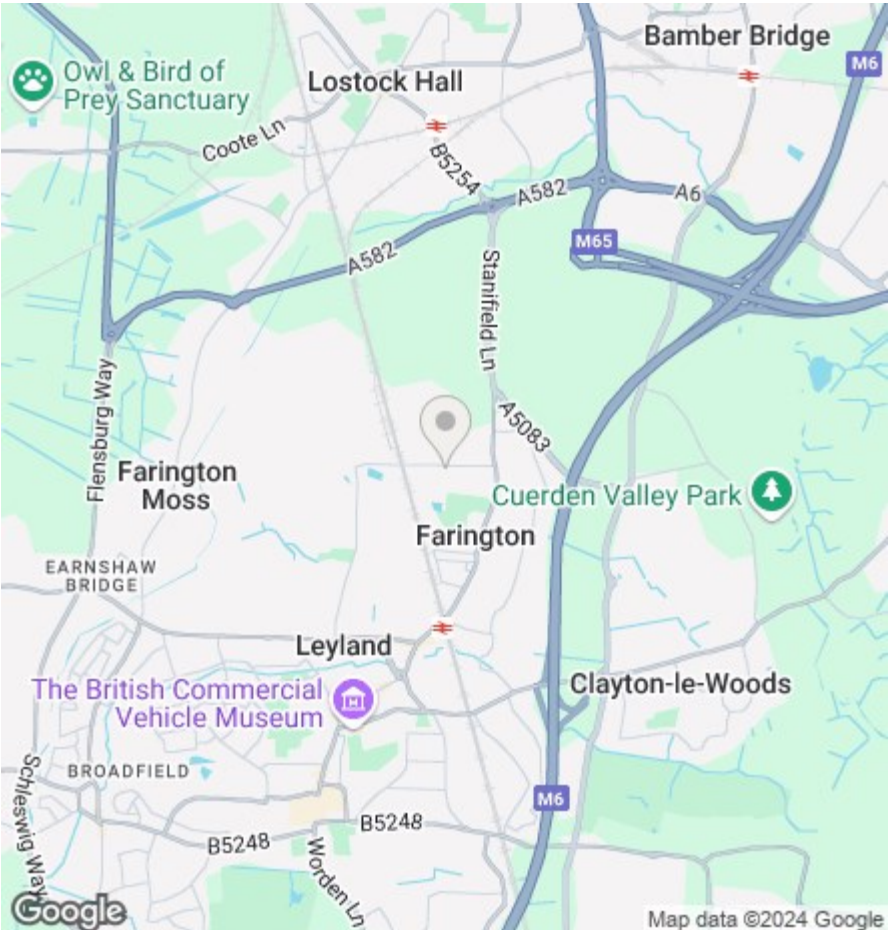 Bamber Bridge
M6
Owl & Bird of
Prey Sanctuary
Lostock Hall
Coote Ln
B5254
A582
A6
M65
A582
Stanifield Ln
Flensburg Way
A5083
Farington
Moss
Cuerden Valley Park
Farington
EARNSHAW
BRIDGE
Leyland
The British Commercial
Vehicle Museum
Clayton-le-Woods
BROADFIELD
Schleswig Way
M6
B5248
B5248
Worden Ln
Google
Map data ©2024 Google